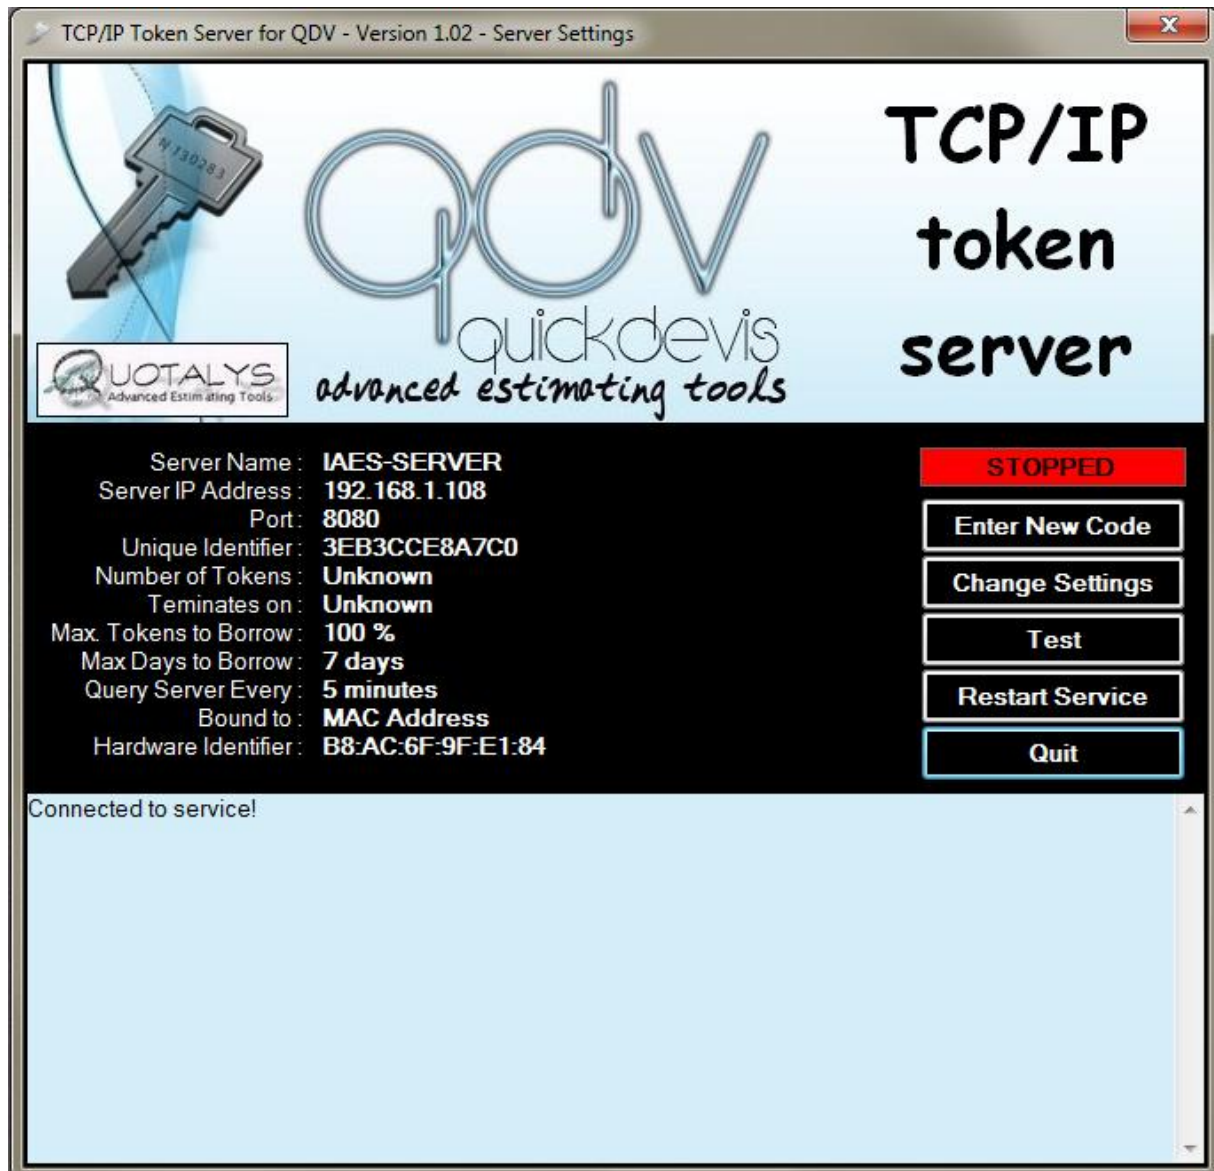 TCP/IP Token Server for QDV - Version 1.02 - Server Settings
x
N 130283
qdv
quickdevis
advanced estimating tools
QUOTALYS
Advanced Estimating Tools
TCP/IP
token
server
Server Name : IAES-SERVER
Server IP Address : 192.168.1.108
Port : 8080
Unique Identifier : 3EB3CCE8A7C0
Number of Tokens : Unknown
Teminates on : Unknown
Max. Tokens to Borrow : 100 %
Max Days to Borrow : 7 days
Query Server Every : 5 minutes
Bound to : MAC Address
Hardware Identifier : B8:AC:6F:9F:E1:84
STOPPED
Enter New Code
Change Settings
Test
Restart Service
Quit
Connected to service!